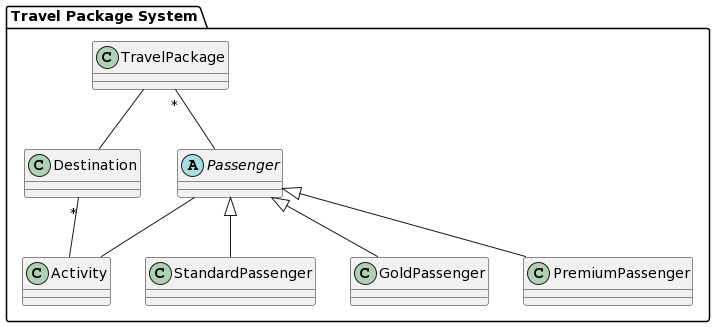 Travel Package System
C TravelPackage
*
C Destination
A Passenger
*
C Activity
C StandardPassenger
C GoldPassenger
C PremiumPassenger